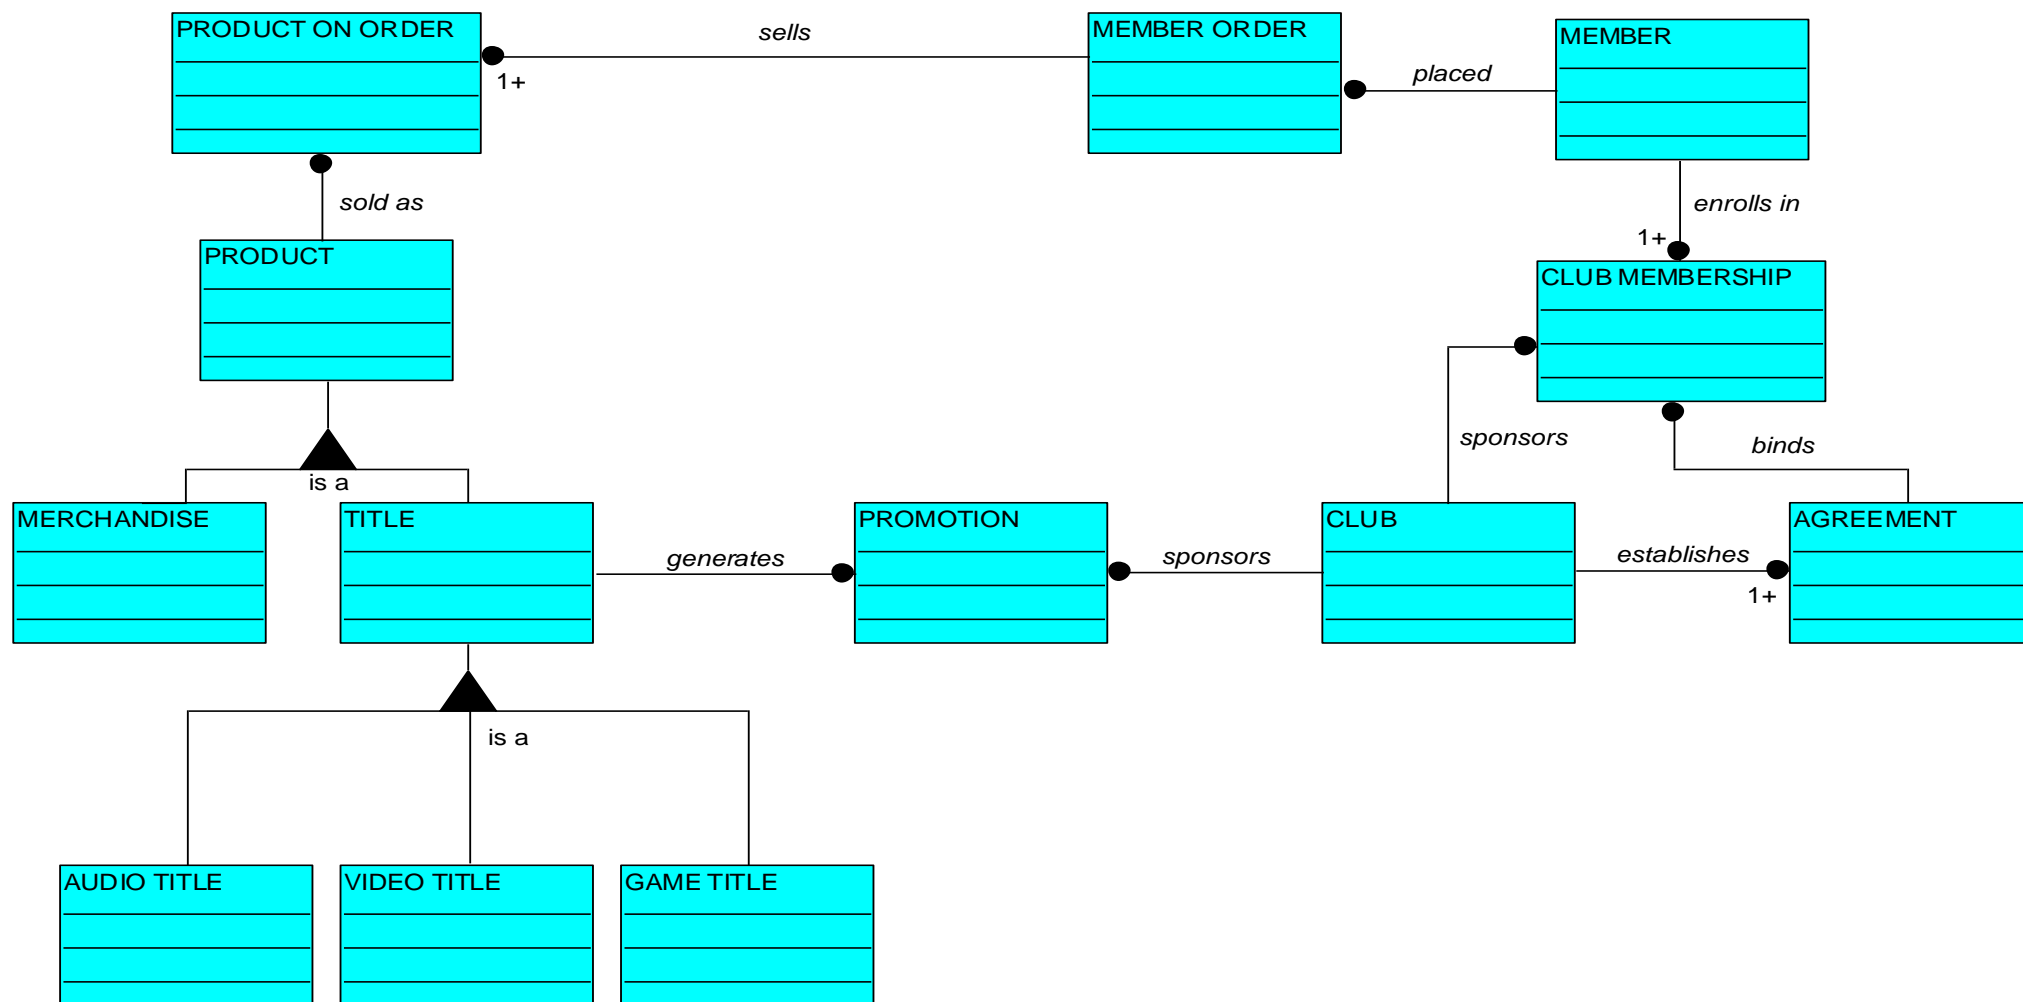 PRODUCT ON ORDER
sells
MEMBER ORDER
MEMBER
1+
placed
sold as
enrolls in
PRODUCT
1+
CLUB MEMBERSHIP
sponsors
binds
is a
MERCHANDISE
TITLE
PROMOTION
CLUB
AGREEMENT
generates
sponsors
establishes
1+
is a
AUDIO TITLE
VIDEO TITLE
GAME TITLE